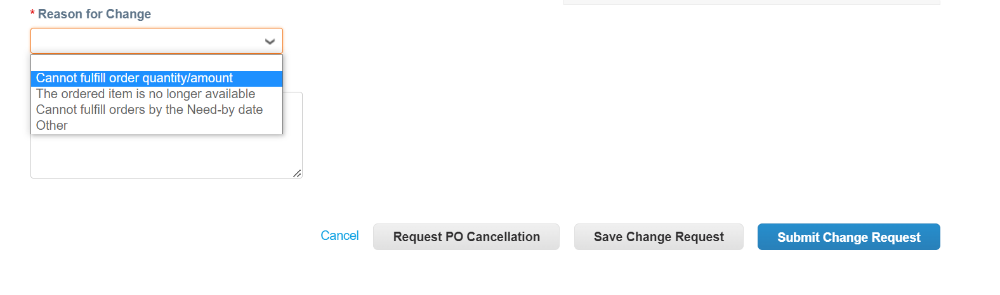 * Reason for Change
Cannot fulfill order quantity/amount
The ordered item is no longer available
Cannot fulfill orders by the Need-by date
Other
Cancel
Request PO Cancellation
Save Change Request
Submit Change Request